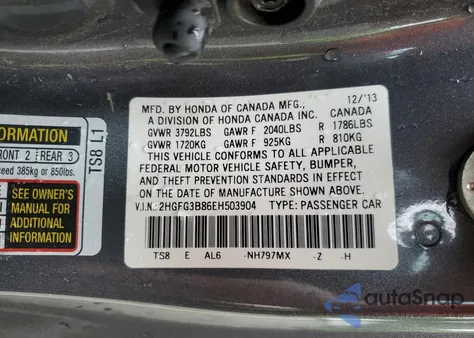 MFD. BY HONDA OF CANADA MFG., 12/'13
A DIVISION OF HONDA CANADA INC. CANADA
GVWR 3792LBS GAWR F 2040LBS R 1786LBS
GVWR 1720KG GAWR F 925KG R 810KG
THIS VEHICLE CONFORMS TO ALL APPLICABLE
FEDERAL MOTOR VEHICLE SAFETY, BUMPER,
AND THEFT PREVENTION STANDARDS IN EFFECT
ON THE DATE OF MANUFACTURE SHOWN ABOVE.
V.I.N.: 2HGFG3B86EH503904 TYPE: PASSENGER CAR
TS8 E AL6 -NH797MX -Z -H
ORMATION
FRONT 2 REAR 3
ceed 385kg or 850lbs.
SEE OWNER'S
MANUAL FOR
ADDITIONAL
INFORMATION
TS8 L1
autoSnap